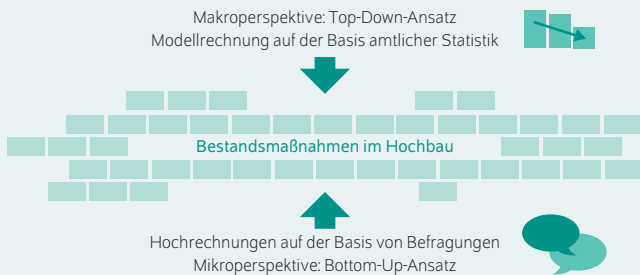 Makroperspektive: Top-Down-Ansatz
Modellrechnung auf der Basis amtlicher Statistik
Bestandsmaßnahmen im Hochbau
Hochrechnungen auf der Basis von Befragungen
Mikroperspektive: Bottom-Up-Ansatz